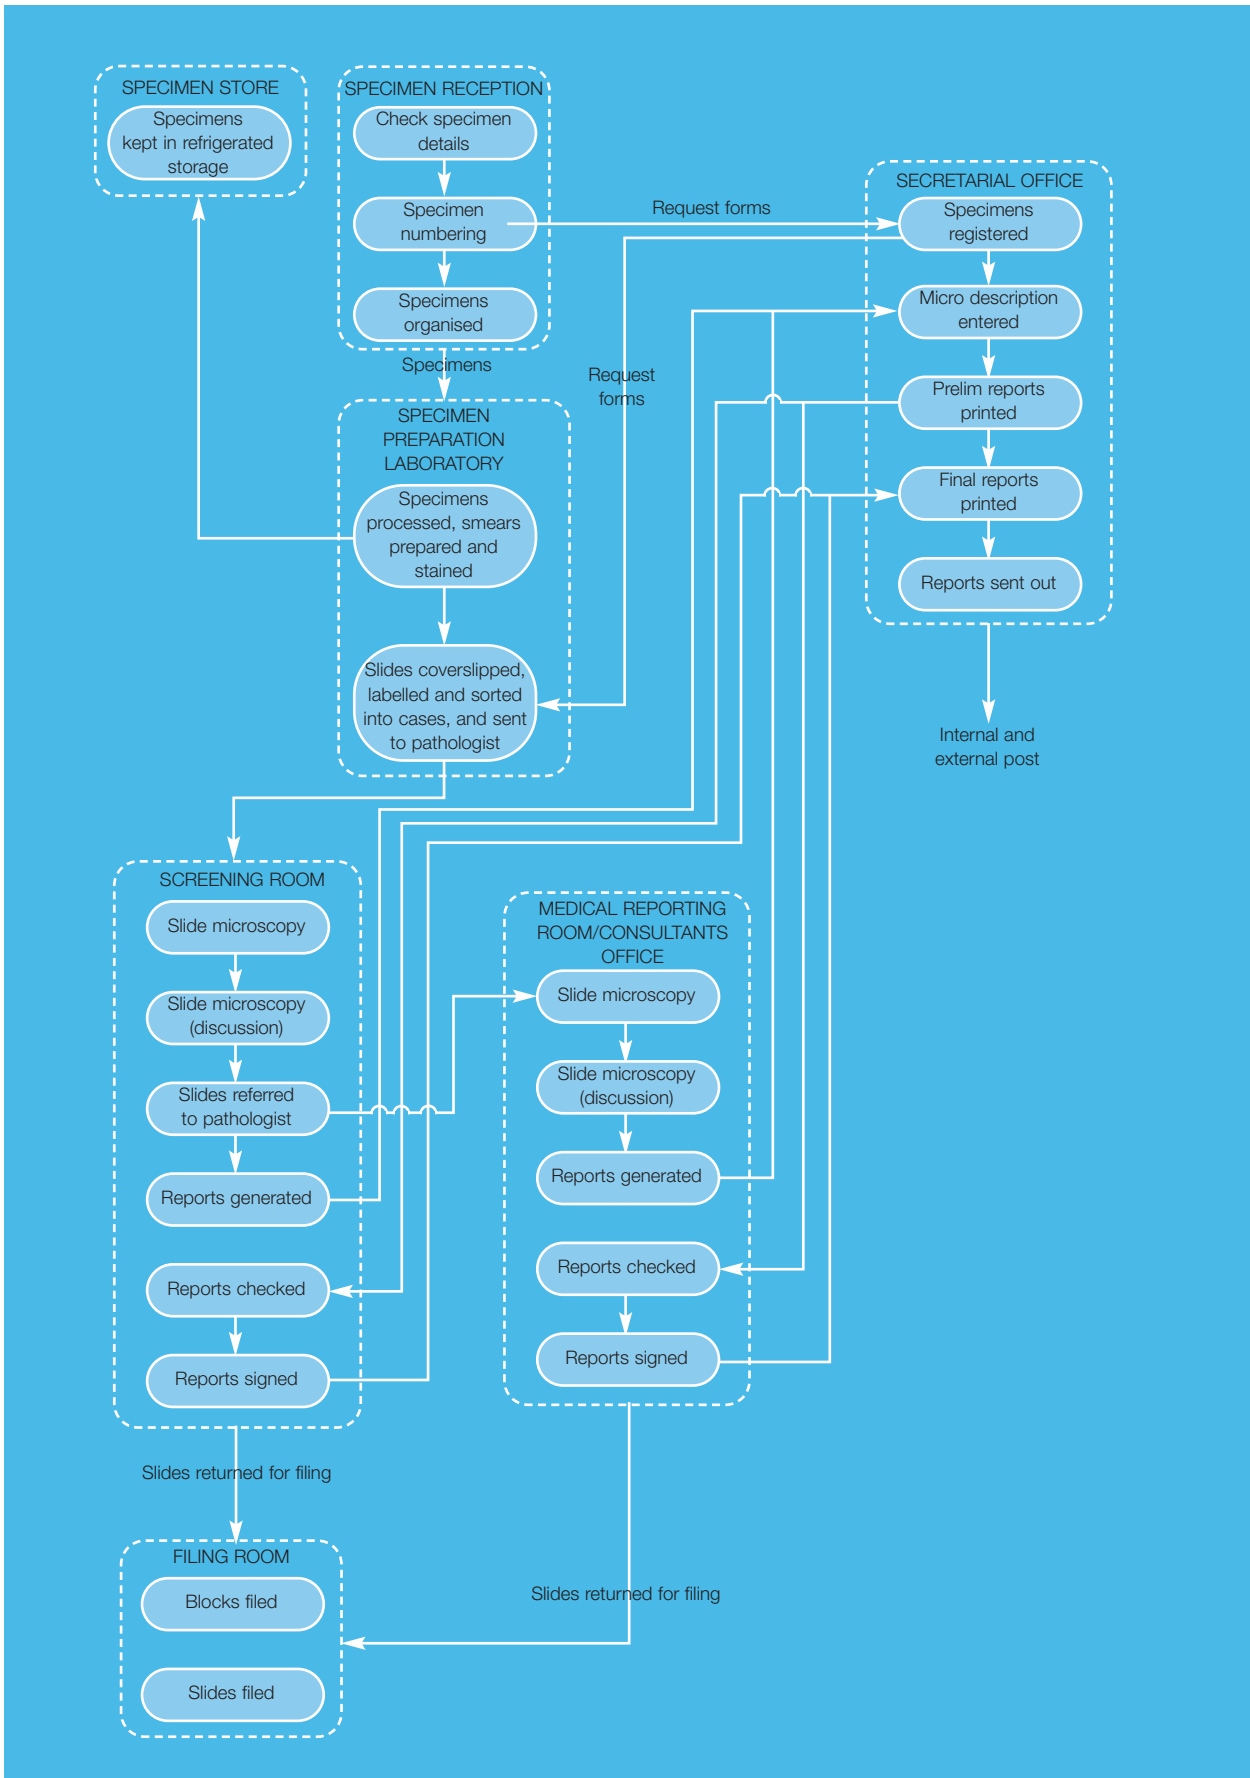 SPECIMEN STORE
Specimens
kept in refrigerated
storage
SPECIMEN RECEPTION
Check specimen
details
Specimen
numbering
Specimens
organised
Specimens
Request forms
Request
forms
SECRETARIAL OFFICE
Specimens
registered
Micro description
entered
Prelim reports
printed
Final reports
printed
Reports sent out
Internal and
external post
SPECIMEN
PREPARATION
LABORATORY
Specimens
processed, smears
prepared and
stained
Slides coverslipped,
labelled and sorted
into cases, and sent
to pathologist
SCREENING ROOM
Slide microscopy
Slide microscopy
(discussion)
Slides referred
to pathologist
Reports generated
Reports checked
Reports signed
MEDICAL REPORTING
ROOM/CONSULTANTS
OFFICE
Slide microscopy
Slide microscopy
(discussion)
Reports generated
Reports checked
Reports signed
Slides returned for filing
Slides returned for filing
FILING ROOM
Blocks filed
Slides filed